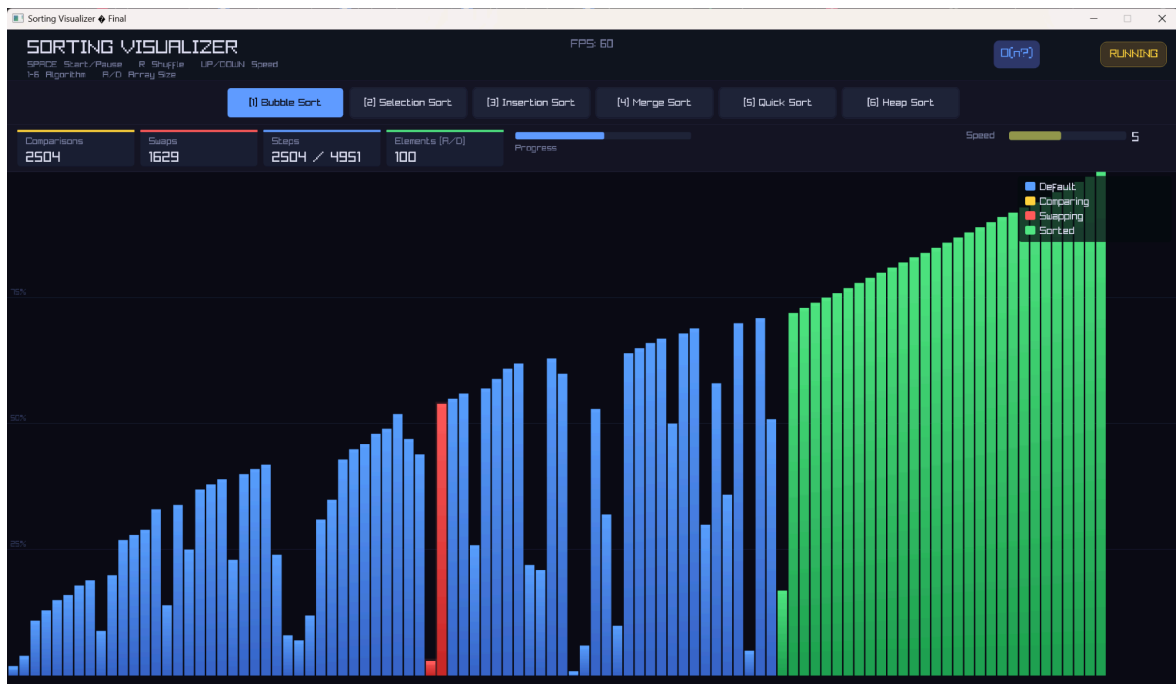 Sorting Visualizer � Final
SORTING VISUALIZER
SPACE Start/Pause R Shuffle UP/DOWN Speed
1-6 Algorithm A/D Array Size
FPS: 60
O(n?)
RUNNING
[1] Bubble Sort
[2] Selection Sort
[3] Insertion Sort
[4] Merge Sort
[5] Quick Sort
[6] Heap Sort
Comparisons
2504
Swaps
1629
Steps
2504 / 4951
Elements [A/D]
100
Progress
Speed
5
Default
Comparing
Swapping
Sorted
75%
50%
25%